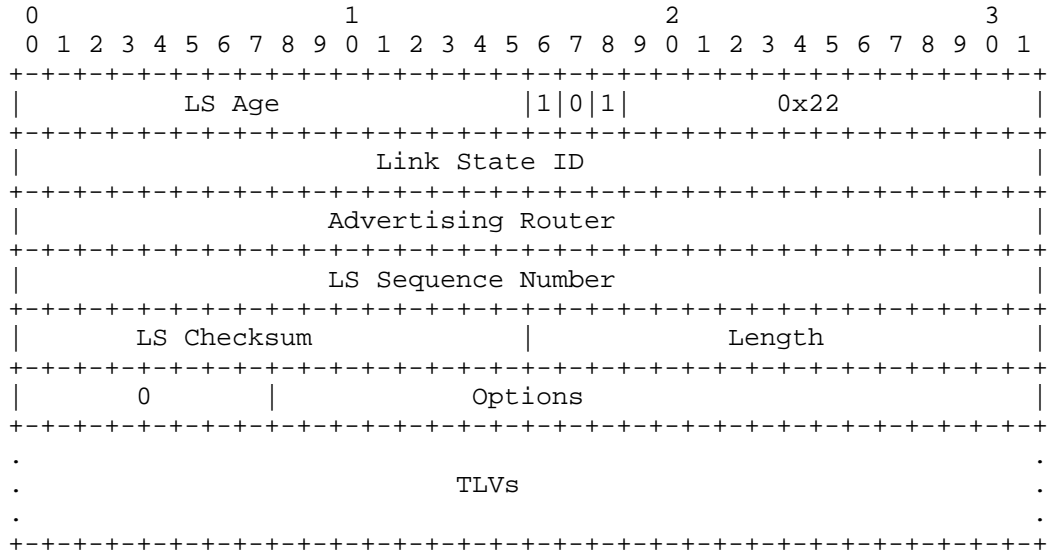 0                   1                   2                   3
 0 1 2 3 4 5 6 7 8 9 0 1 2 3 4 5 6 7 8 9 0 1 2 3 4 5 6 7 8 9 0 1
+-+-+-+-+-+-+-+-+-+-+-+-+-+-+-+-+-+-+-+-+-+-+-+-+-+-+-+-+-+-+-+-+
|          LS Age               |1|0|1|         0x22            |
+-+-+-+-+-+-+-+-+-+-+-+-+-+-+-+-+-+-+-+-+-+-+-+-+-+-+-+-+-+-+-+-+
|                      Link State ID                            |
+-+-+-+-+-+-+-+-+-+-+-+-+-+-+-+-+-+-+-+-+-+-+-+-+-+-+-+-+-+-+-+-+
|                   Advertising Router                          |
+-+-+-+-+-+-+-+-+-+-+-+-+-+-+-+-+-+-+-+-+-+-+-+-+-+-+-+-+-+-+-+-+
|                   LS Sequence Number                          |
+-+-+-+-+-+-+-+-+-+-+-+-+-+-+-+-+-+-+-+-+-+-+-+-+-+-+-+-+-+-+-+-+
|       LS Checksum             |            Length             |
+-+-+-+-+-+-+-+-+-+-+-+-+-+-+-+-+-+-+-+-+-+-+-+-+-+-+-+-+-+-+-+-+
|       0       |            Options                            |
+-+-+-+-+-+-+-+-+-+-+-+-+-+-+-+-+-+-+-+-+-+-+-+-+-+-+-+-+-+-+-+-+
.                                                               .
.                           TLVs                                .
.                                                               .
+-+-+-+-+-+-+-+-+-+-+-+-+-+-+-+-+-+-+-+-+-+-+-+-+-+-+-+-+-+-+-+-+